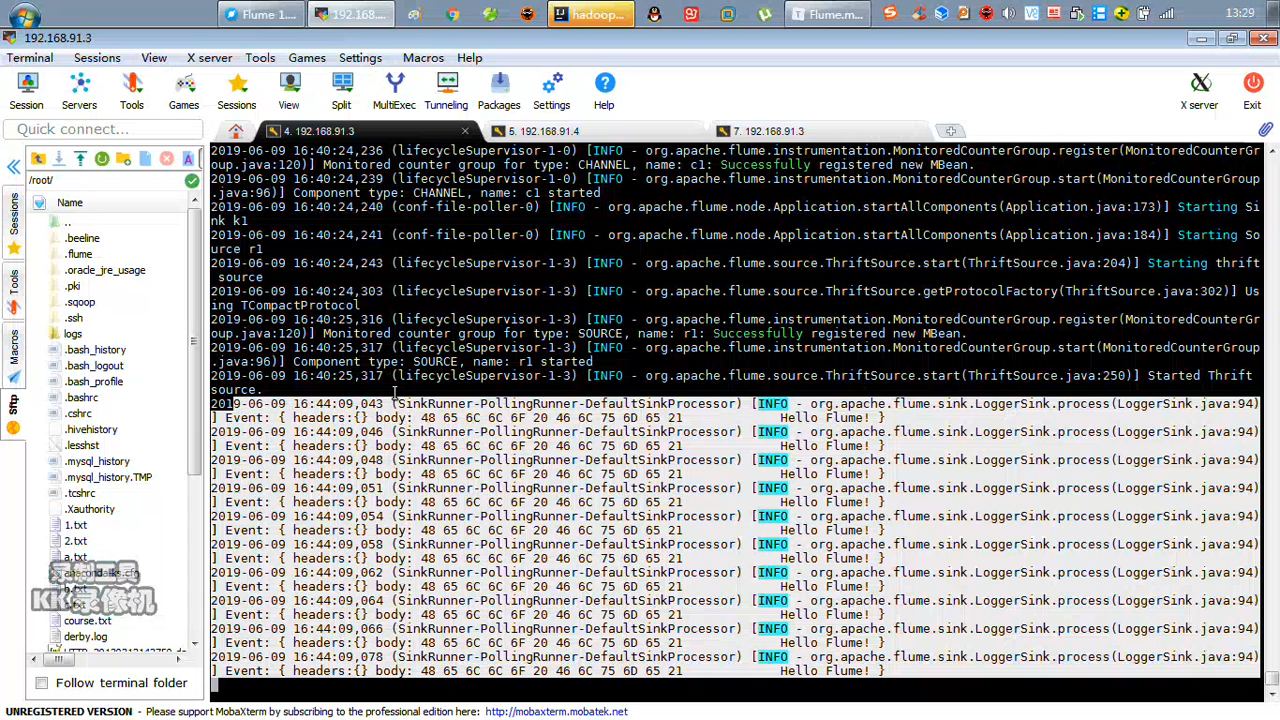 Flume 1....
192.168....
hadoop...
Flume.m...
13:29
192.168.91.3
Terminal Sessions View X server Tools Games Settings Macros Help
Session Servers Tools Games Sessions View Split MultiExec Tunneling Packages Settings Help X server Exit
Quick connect...
4. 192.168.91.3
5. 192.168.91.4
7. 192.168.91.3
/root/
Name
..
.beeline
.flume
.oracle_jre_usage
.pki
.sqoop
.ssh
logs
.bash_history
.bash_logout
.bash_profile
.bashrc
.cshrc
.hivehistory
.lesshst
.mysql_history
.mysql_history.TMP
.tcshrc
.Xauthority
1.txt
2.txt
a.txt
course.txt
derby.log
Sessions
Tools
Macros
Sftp
KK录像机
Follow terminal folder
2019-06-09 16:40:24,236 (lifecycleSupervisor-1-0) [INFO - org.apache.flume.instrumentation.MonitoredCounterGroup.register(MonitoredCounterGr
oup.java:120)] Monitored counter group for type: CHANNEL, name: c1: Successfully registered new MBean.
2019-06-09 16:40:24,239 (lifecycleSupervisor-1-0) [INFO - org.apache.flume.instrumentation.MonitoredCounterGroup.start(MonitoredCounterGroup
.java:96)] Component type: CHANNEL, name: c1 started
2019-06-09 16:40:24,240 (conf-file-poller-0) [INFO - org.apache.flume.node.Application.startAllComponents(Application.java:173)] Starting Si
nk k1
2019-06-09 16:40:24,241 (conf-file-poller-0) [INFO - org.apache.flume.node.Application.startAllComponents(Application.java:184)] Starting So
urce r1
2019-06-09 16:40:24,243 (lifecycleSupervisor-1-3) [INFO - org.apache.flume.source.ThriftSource.start(ThriftSource.java:204)] Starting thrift
source
2019-06-09 16:40:24,303 (lifecycleSupervisor-1-3) [INFO - org.apache.flume.source.ThriftSource.getProtocolFactory(ThriftSource.java:302)] Us
ing TCompactProtocol
2019-06-09 16:40:25,316 (lifecycleSupervisor-1-3) [INFO - org.apache.flume.instrumentation.MonitoredCounterGroup.register(MonitoredCounterGr
oup.java:120)] Monitored counter group for type: SOURCE, name: r1: Successfully registered new MBean.
2019-06-09 16:40:25,317 (lifecycleSupervisor-1-3) [INFO - org.apache.flume.instrumentation.MonitoredCounterGroup.start(MonitoredCounterGroup
.java:96)] Component type: SOURCE, name: r1 started
2019-06-09 16:40:25,317 (lifecycleSupervisor-1-3) [INFO - org.apache.flume.source.ThriftSource.start(ThriftSource.java:250)] Started Thrift
source.
2019-06-09 16:44:09,043 (SinkRunner-PollingRunner-DefaultSinkProcessor) [INFO - org.apache.flume.sink.LoggerSink.process(LoggerSink.java:94)
] Event: { headers:{} body: 48 65 6C 6C 6F 20 46 6C 75 6D 65 21 Hello Flume! }
2019-06-09 16:44:09,046 (SinkRunner-PollingRunner-DefaultSinkProcessor) [INFO - org.apache.flume.sink.LoggerSink.process(LoggerSink.java:94)
] Event: { headers:{} body: 48 65 6C 6C 6F 20 46 6C 75 6D 65 21 Hello Flume! }
2019-06-09 16:44:09,048 (SinkRunner-PollingRunner-DefaultSinkProcessor) [INFO - org.apache.flume.sink.LoggerSink.process(LoggerSink.java:94)
] Event: { headers:{} body: 48 65 6C 6C 6F 20 46 6C 75 6D 65 21 Hello Flume! }
2019-06-09 16:44:09,051 (SinkRunner-PollingRunner-DefaultSinkProcessor) [INFO - org.apache.flume.sink.LoggerSink.process(LoggerSink.java:94)
] Event: { headers:{} body: 48 65 6C 6C 6F 20 46 6C 75 6D 65 21 Hello Flume! }
2019-06-09 16:44:09,054 (SinkRunner-PollingRunner-DefaultSinkProcessor) [INFO - org.apache.flume.sink.LoggerSink.process(LoggerSink.java:94)
] Event: { headers:{} body: 48 65 6C 6C 6F 20 46 6C 75 6D 65 21 Hello Flume! }
2019-06-09 16:44:09,058 (SinkRunner-PollingRunner-DefaultSinkProcessor) [INFO - org.apache.flume.sink.LoggerSink.process(LoggerSink.java:94)
] Event: { headers:{} body: 48 65 6C 6C 6F 20 46 6C 75 6D 65 21 Hello Flume! }
2019-06-09 16:44:09,062 (SinkRunner-PollingRunner-DefaultSinkProcessor) [INFO - org.apache.flume.sink.LoggerSink.process(LoggerSink.java:94)
] Event: { headers:{} body: 48 65 6C 6C 6F 20 46 6C 75 6D 65 21 Hello Flume! }
2019-06-09 16:44:09,064 (SinkRunner-PollingRunner-DefaultSinkProcessor) [INFO - org.apache.flume.sink.LoggerSink.process(LoggerSink.java:94)
] Event: { headers:{} body: 48 65 6C 6C 6F 20 46 6C 75 6D 65 21 Hello Flume! }
2019-06-09 16:44:09,066 (SinkRunner-PollingRunner-DefaultSinkProcessor) [INFO - org.apache.flume.sink.LoggerSink.process(LoggerSink.java:94)
] Event: { headers:{} body: 48 65 6C 6C 6F 20 46 6C 75 6D 65 21 Hello Flume! }
2019-06-09 16:44:09,078 (SinkRunner-PollingRunner-DefaultSinkProcessor) [INFO - org.apache.flume.sink.LoggerSink.process(LoggerSink.java:94)
] Event: { headers:{} body: 48 65 6C 6C 6F 20 46 6C 75 6D 65 21 Hello Flume! }
UNREGISTERED VERSION - Please support MobaXterm by subscribing to the professional edition here: http://mobaxterm.mobatek.net